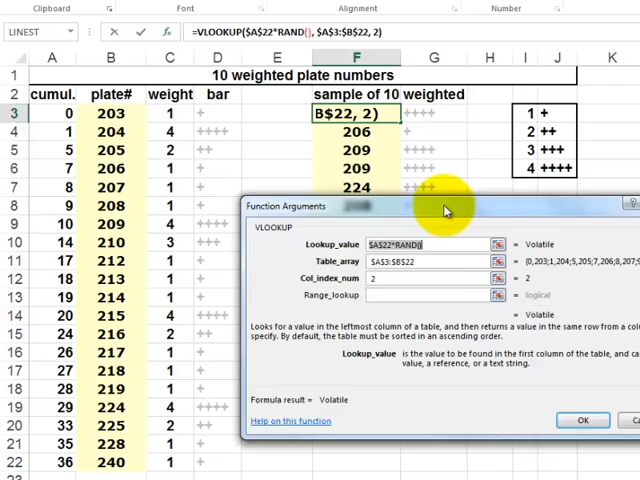 Clipboard Font Alignment Number
LINEST =VLOOKUP($A$22*RAND(), $A$3:$B$22, 2)
A B C D E F G H I J K
1 10 weighted plate numbers
2 cumul. plate# weight bar sample of 10 weighted
3 0 203 1 + B$22, 2) ++++ 1 +
4 1 204 4 ++++ 206 + 2 ++
5 5 205 2 ++ 209 ++++ 3 +++
6 7 206 1 + 209 ++++ 4 ++++
7 8 207 1 + 224 ++++
8 9 208 1 +
9 10 209 4 ++++
10 14 210 3 +++
11 17 212 1 +
12 18 213 1 +
13 19 214 1 +
14 20 215 4 ++++
15 24 216 2 ++
16 26 217 1 +
17 27 218 1 +
18 28 219 1 +
19 29 224 4 ++++
20 33 225 2 ++
21 35 228 1 +
22 36 240 1 +
23
Function Arguments ?
VLOOKUP
Lookup_value $A$22*RAND() = Volatile
Table_array $A$3:$B$22 = {0,203;1,204;5,205;7,206;8,207;9
Col_index_num 2 = 2
Range_lookup = logical
= Volatile
Looks for a value in the leftmost column of a table, and then returns a value in the same row from a colu
specify. By default, the table must be sorted in an ascending order.
Lookup_value is the value to be found in the first column of the table, and ca
value, a reference, or a text string.
Formula result = Volatile
Help on this function OK Ca